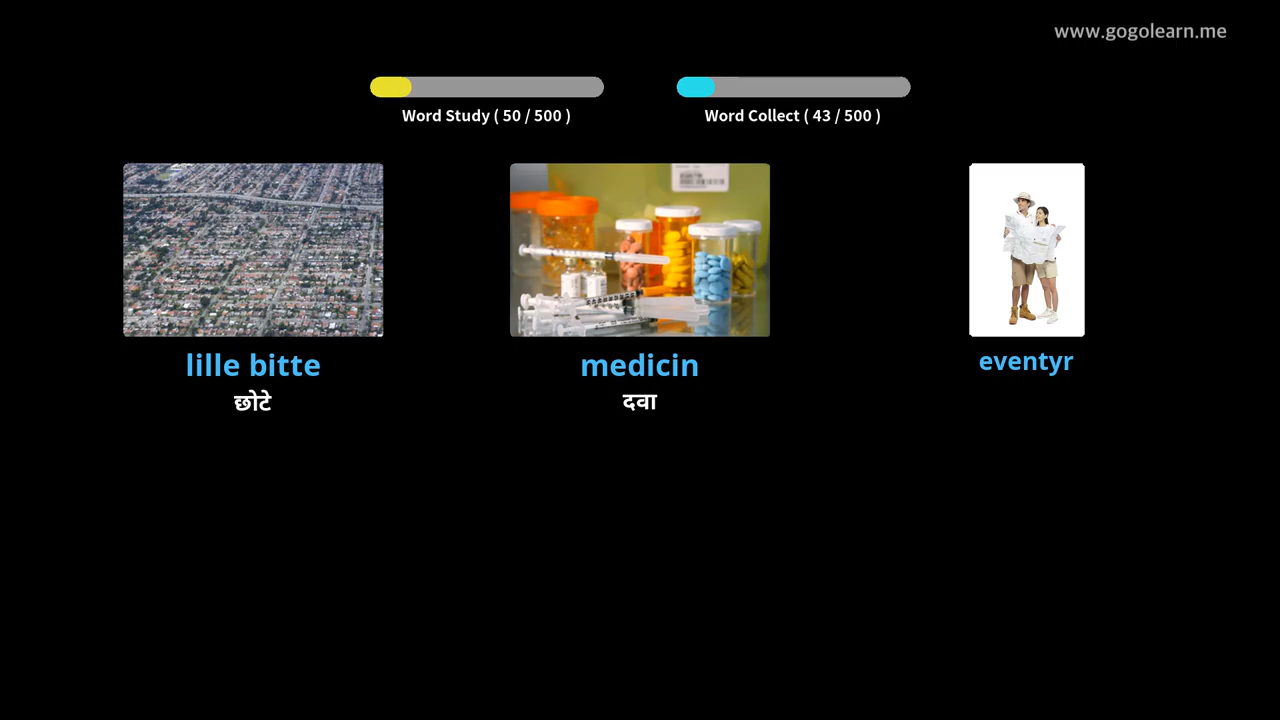 www.gogolearn.me
Word Study ( 50 / 500 )
Word Collect ( 43 / 500 )
lille bitte
छोटे
medicin
दवा
eventyr